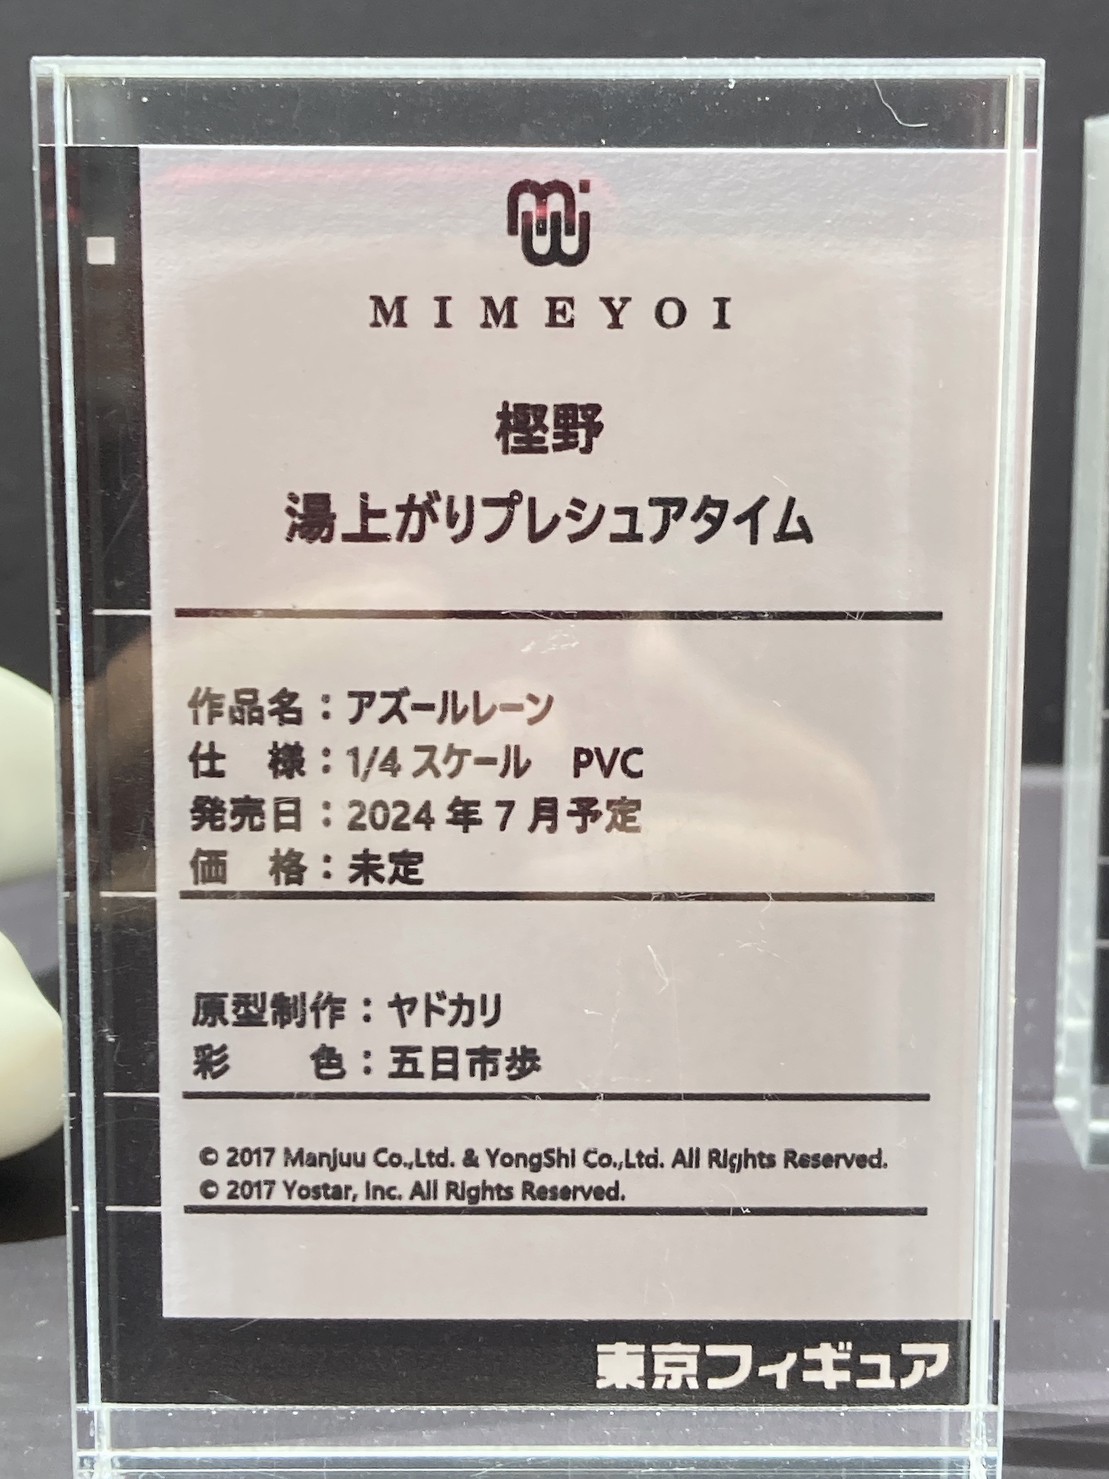 mi
MIMEYOI
樫野
湯上がりプレシュアタイム
作品名：アズールレーン
仕　様：1/4 スケール　PVC
発売日：2024 年 7 月予定
価　格：未定
原型制作：ヤドカリ
彩　　色：五日市歩
© 2017 Manjuu Co.,Ltd. & YongShi Co.,Ltd. All Rights Reserved.
© 2017 Yostar, Inc. All Rights Reserved.
東京フィギュア